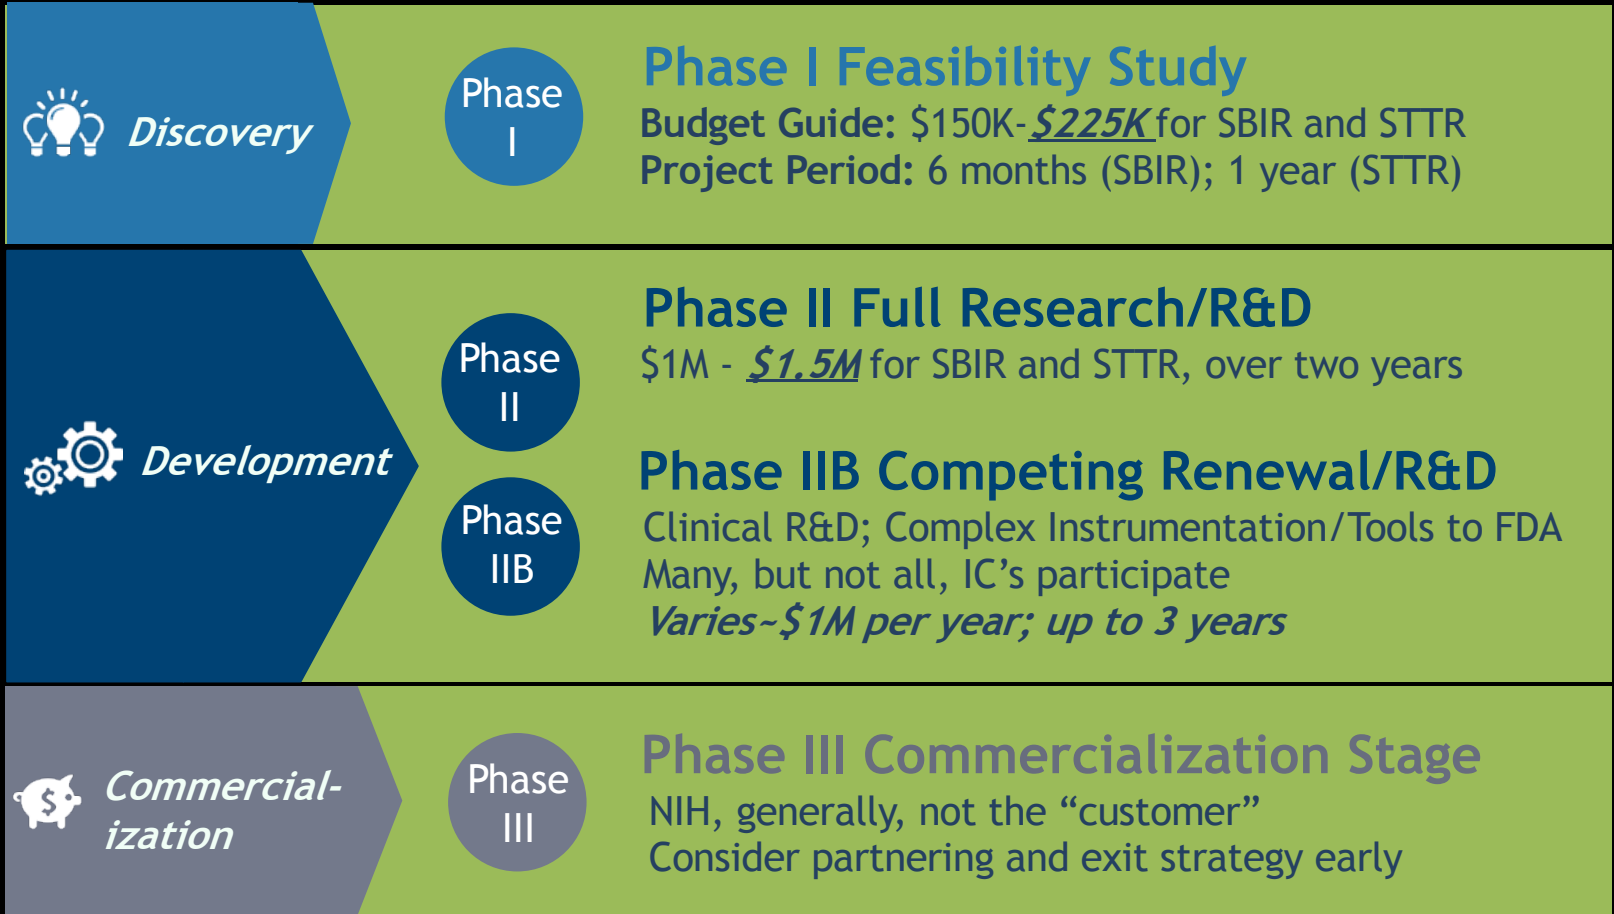 Discovery
Phase
I
Phase I Feasibility Study
Budget Guide: $150K-$225K for SBIR and STTR
Project Period: 6 months (SBIR); 1 year (STTR)
Development
Phase
II
Phase II Full Research/R&D
$1M - $1.5M for SBIR and STTR, over two years
Phase
IIB
Phase IIB Competing Renewal/R&D
Clinical R&D; Complex Instrumentation/Tools to FDA
Many, but not all, IC’s participate
Varies~$1M per year; up to 3 years
$
Commercial-
ization
Phase
III
Phase III Commercialization Stage
NIH, generally, not the “customer”
Consider partnering and exit strategy early